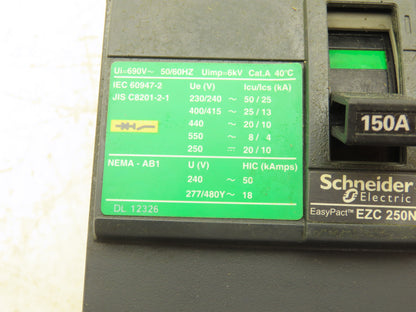 Ui=690V~ 50/60HZ Uimp=6kV Cat.A 40°C
IEC 60947-2 Ue (V) Icu/Ics (kA)
JIS C8201-2-1 230/240 ~ 50 / 25
400/415 ~ 25 / 13
440 ~ 20 / 10
550 ~ 8 / 4
250 ⎓ 20 / 10
NEMA - AB1 U (V) HIC (kAmps)
240 ~ 50
277/480Y ~ 18
DL 12326
150A
Schneider
Electric
EasyPact™ EZC 250N